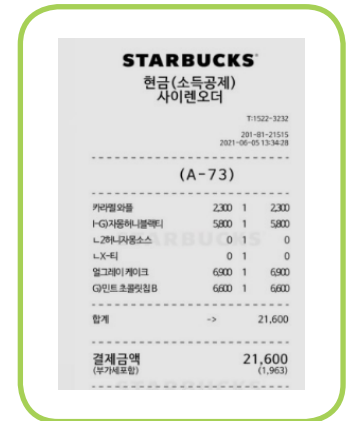 STARBUCKS
현금(소득공제)
사이렌오더
T:1522-3232
201-81-21515
2021-06-05 13:34:28
(A-73)
카라멜와플 2,300 1 2,300
I-G)자몽허니블랙티 5,800 1 5,800
ㄴ2허니자몽소스 0 1 0
ㄴX-티 0 1 0
얼그레이 케이크 6,900 1 6,900
G)민트 초콜릿칩 B 6,600 1 6,600
합계 -> 21,600
결제금액 21,600
(부가세포함) (1,963)